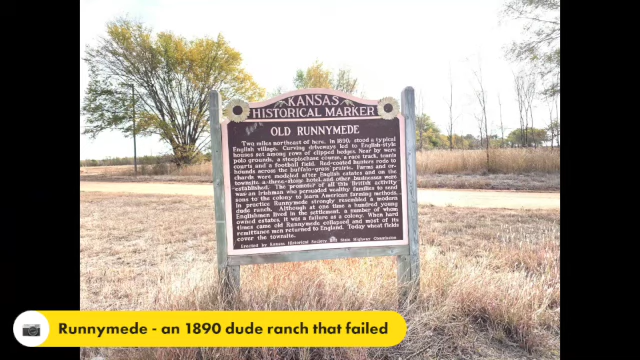 KANSAS
HISTORICAL MARKER
OLD RUNNYMEDE
Two miles northeast of here, in 1890, stood a typical
English village. Curving driveways led to English-style
houses set among rows of clipped hedges. Near by were
polo grounds, a steeplechase course, a race track, tennis
courts and a football field. Red-coated hunters rode to
hounds across the buffalo-grass prairie. Farms and or-
chards were modeled after English estates and on the
townsite a three-story hotel and other businesses were
established. The promoter of all this British activity
was an Irishman who persuaded wealthy families to send
sons to the colony to learn American farming methods.
In practice Runnymede strongly resembled a modern
dude ranch. Although at one time a hundred young
Englishmen lived in the settlement, a number of whom
owned estates, it was a failure as a colony. When hard
times came old Runnymede collapsed and most of its
remittance men returned to England. Today wheat fields
cover the townsite.
Erected by Kansas Historical Society and State Highway Commission
Runnymede - an 1890 dude ranch that failed